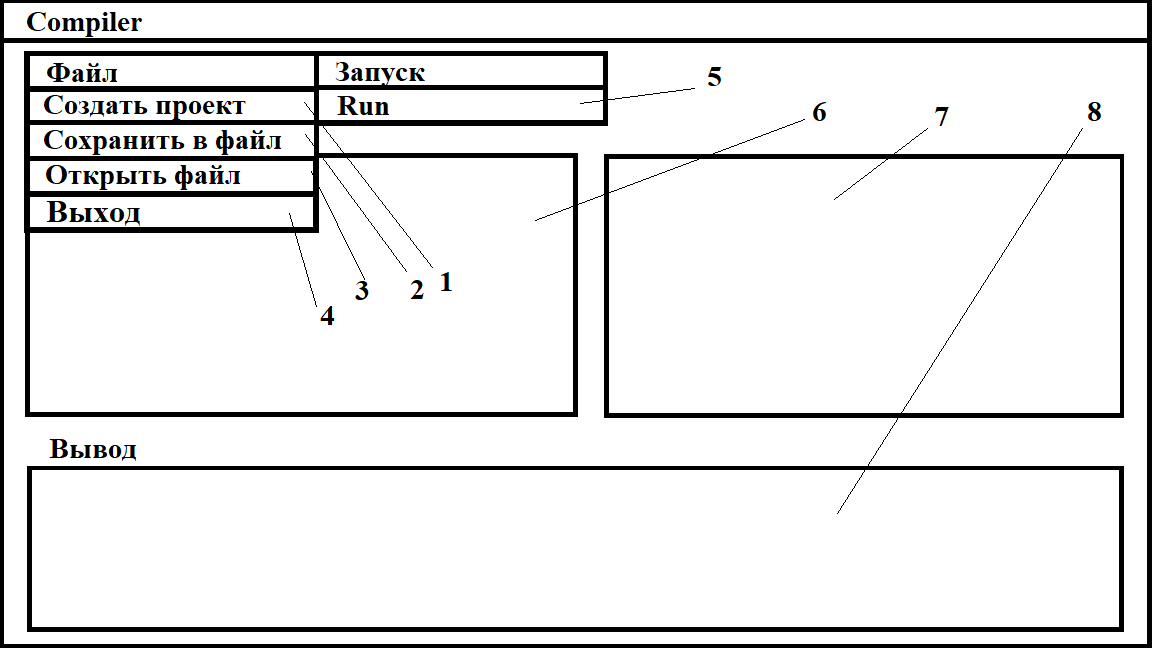 Compiler
Файл
Запуск
Создать проект
Run
Сохранить в файл
Открыть файл
Выход
5
6
7
8
1
2
3
4
Вывод